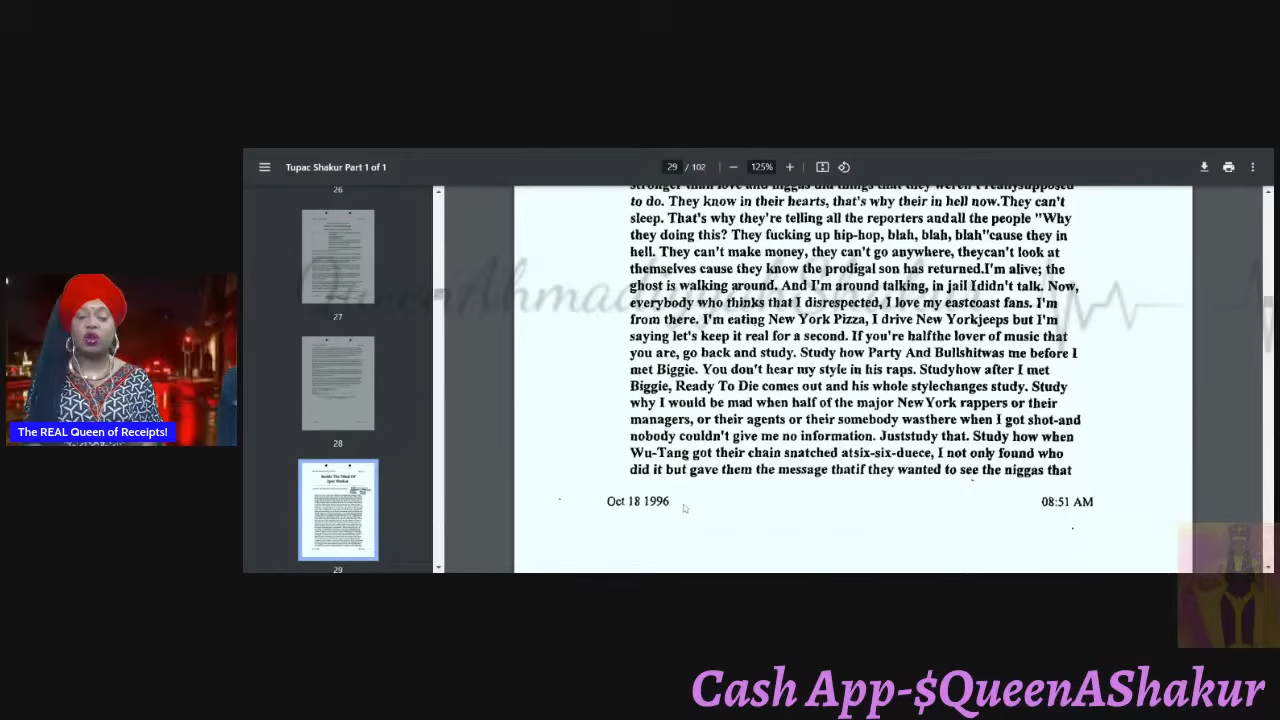 Tupac Shakur Part 1 of 1
29 / 102
125%
26
27
28
29
stronger than love and niggas did things that they weren't reallysupposed
to do. They know in their hearts, that's why their in hell now.They can't
sleep. That's why they're telling all the reporters andall the people "Why
they doing this? They fucking up hip-hop, blah, blah, blah"cause they in
hell. They can't make money, they can't go anywhere, theycan't look at
themselves cause they know the prodigal son has returned.I'm alive; the
ghost is walking around. And I'm around talking, in jail Ididn't talk. Now,
everybody who thinks that I disrespected, I love my eastcoast fans. I'm
from there. I'm eating New York Pizza, I drive New Yorkjeeps but I'm
saying let's keep it real for a second. If you're halfthe lover of music that
you are, go back and study. Study how Party And Bullshitwas me before I
met Biggie. You don't hear my style in his raps. Studyhow after I met
Biggie, Ready To Die comes out and his whole stylechanges study. Study
why I would be mad when half of the major NewYork rappers or their
managers, or their agents or their somebody wasthere when I got shot-and
nobody couldn't give me no information. Juststudy that. Study how when
Wu-Tang got their chain snatched atsix-six-duece, I not only found who
did it but gave them the message thatif they wanted to see the niggas that
Oct 18 1996
08:51 AM
The REAL Queen of Receipts!
Cash App-$QueenAShakur